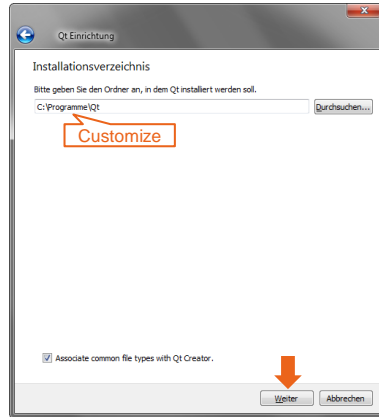 Qt Einrichtung
Installationsverzeichnis
Bitte geben Sie den Ordner an, in dem Qt installiert werden soll.
C:\Programme\Qt
Durchsuchen...
Customize
Associate common file types with Qt Creator.
Weiter
Abbrechen